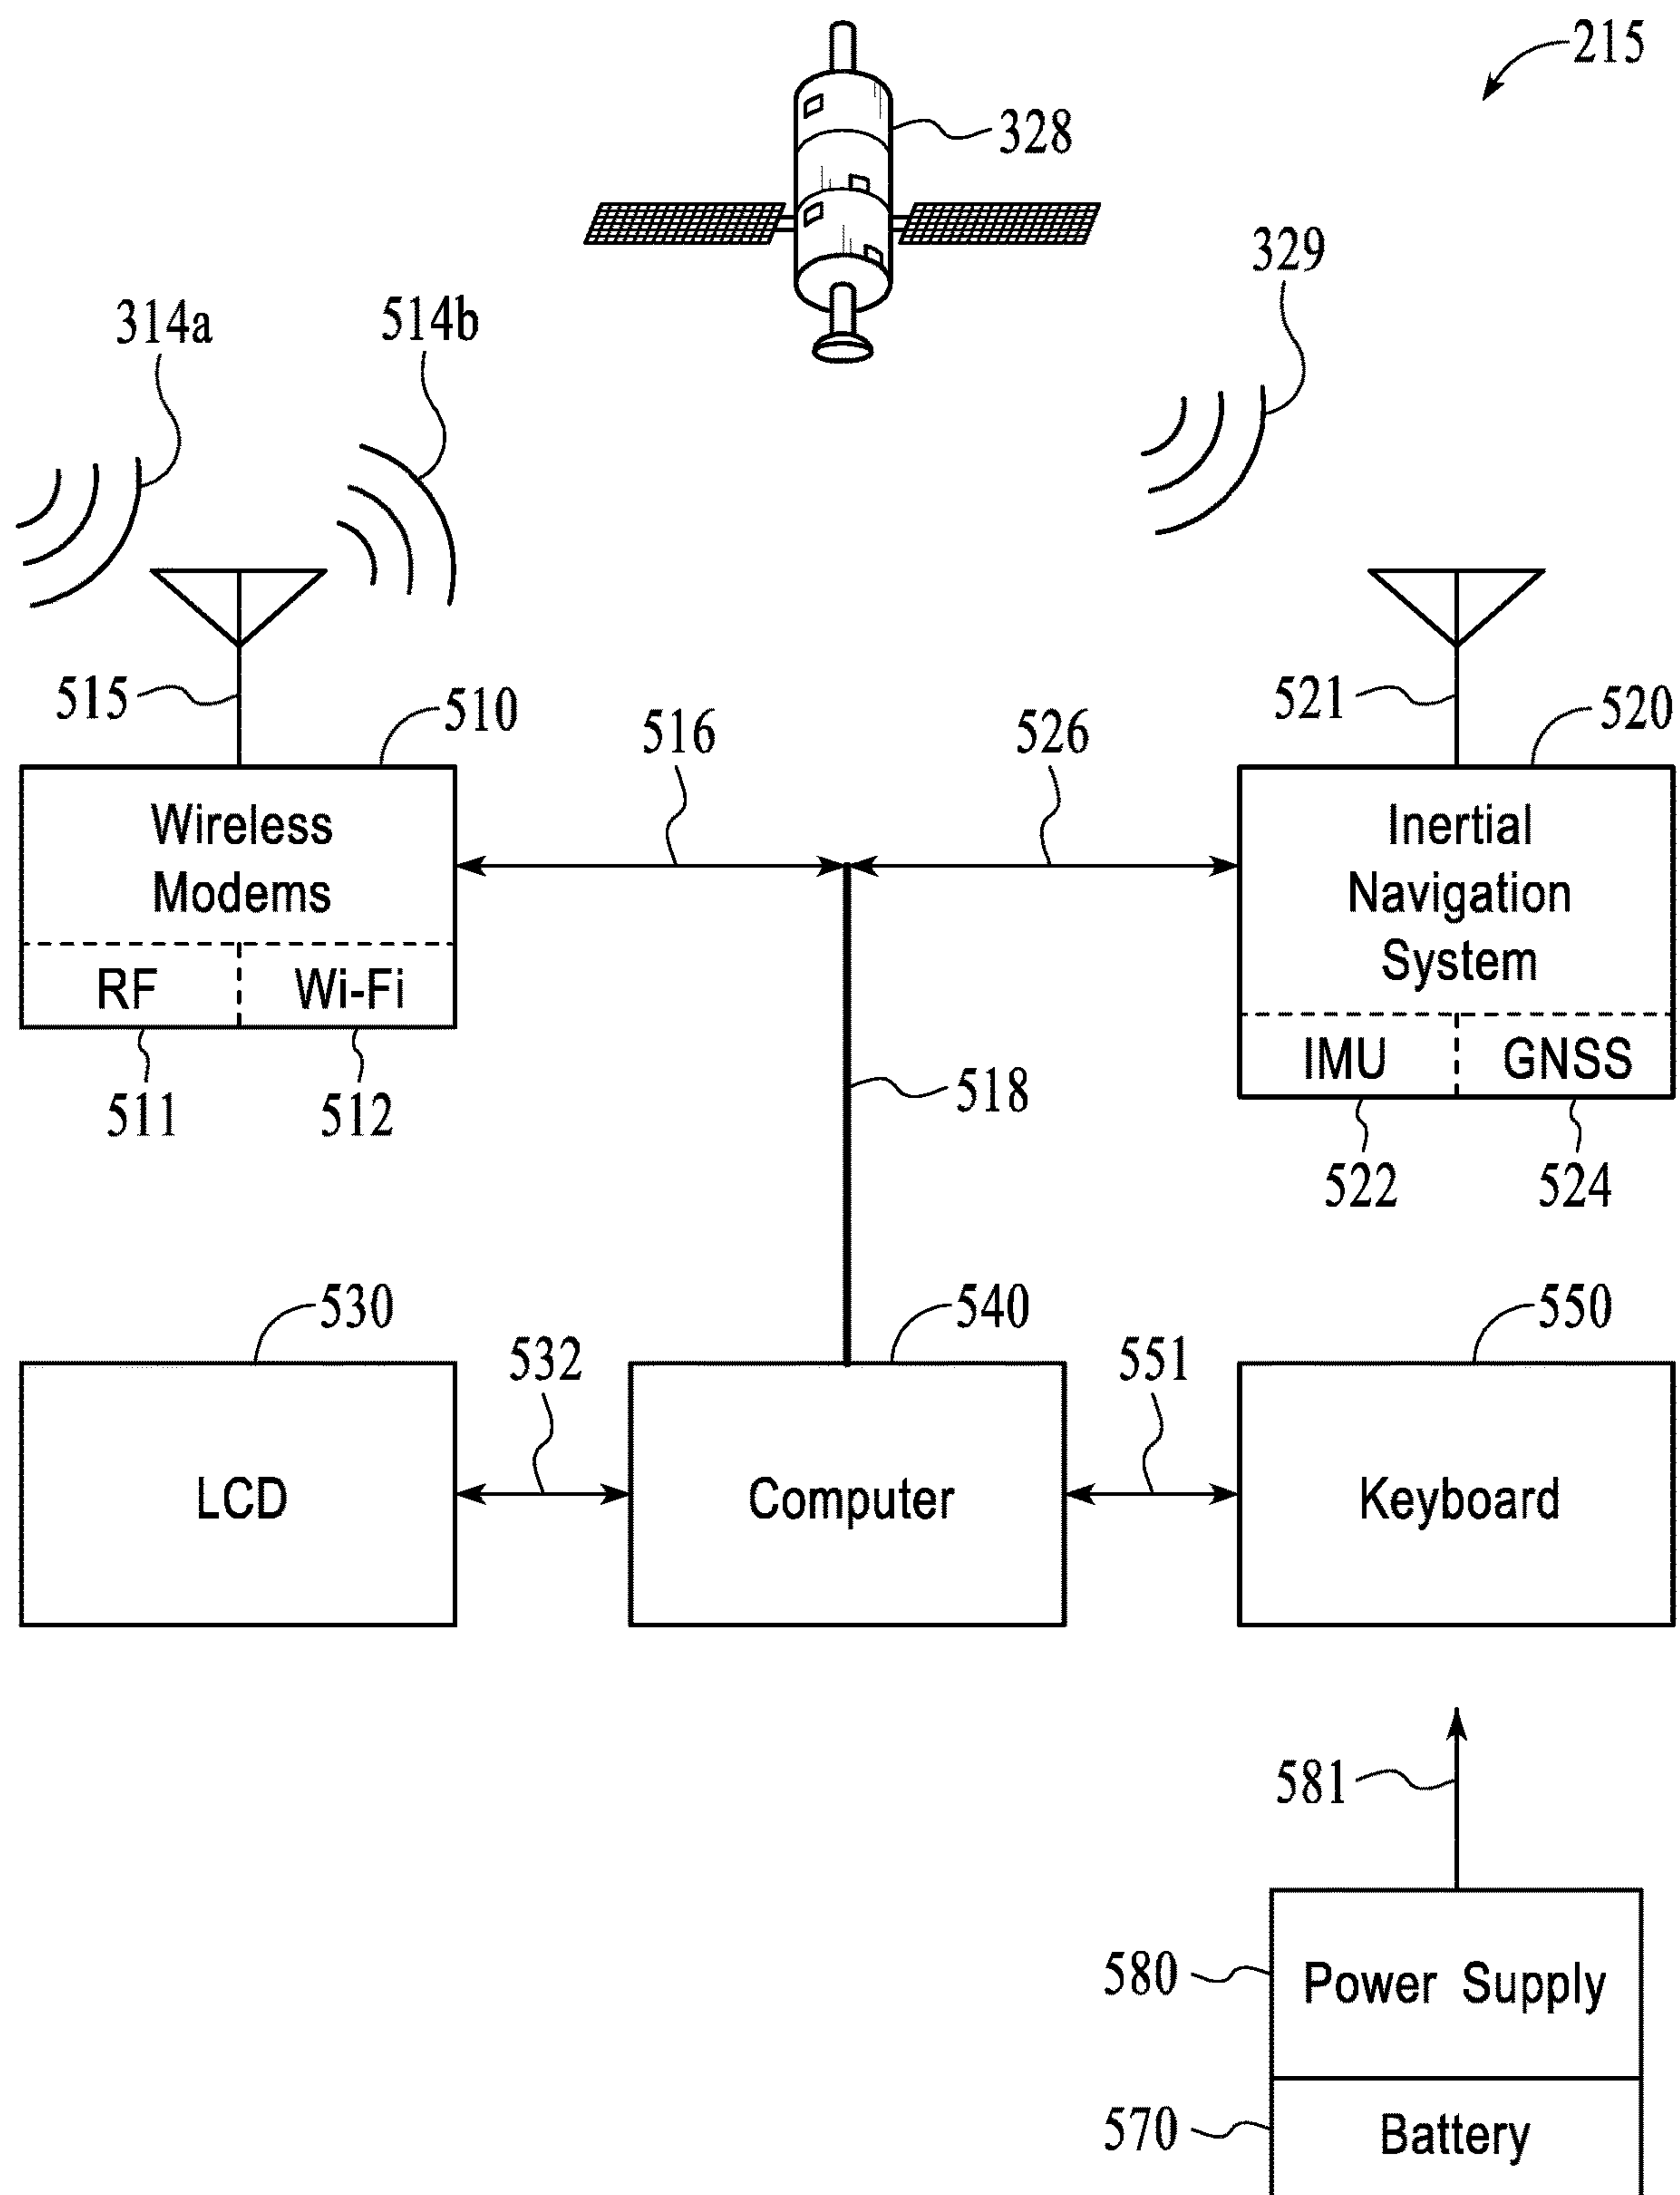 215
328
329
314a
514b
515
510
516
526
521
520
Wireless
Modems
RF
Wi-Fi
511
512
Inertial
Navigation
System
IMU
GNSS
522
524
518
530
532
540
551
550
LCD
Computer
Keyboard
581
580
Power Supply
570
Battery